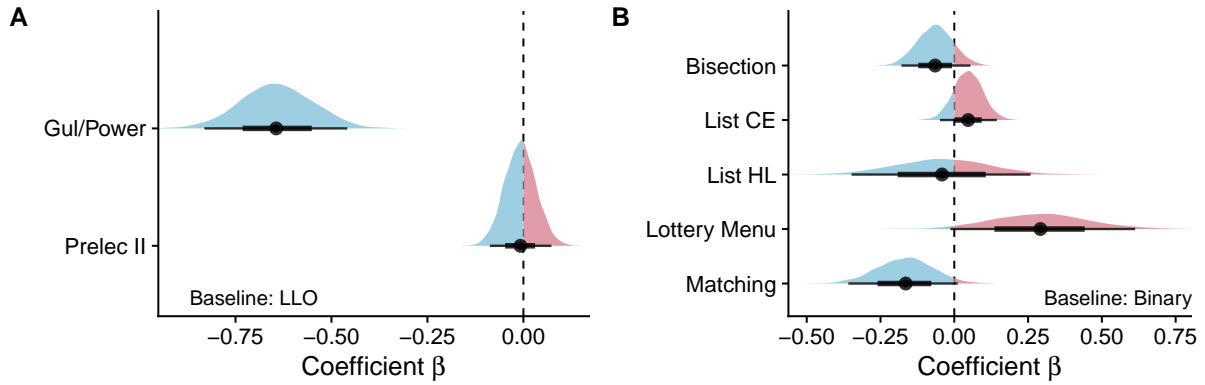 A
Gul/Power
Prelec II
Baseline: LLO
−0.75
−0.50
−0.25
0.00
Coefficient β
B
Bisection
List CE
List HL
Lottery Menu
Matching
Baseline: Binary
−0.50
−0.25
0.00
0.25
0.50
0.75
Coefficient β